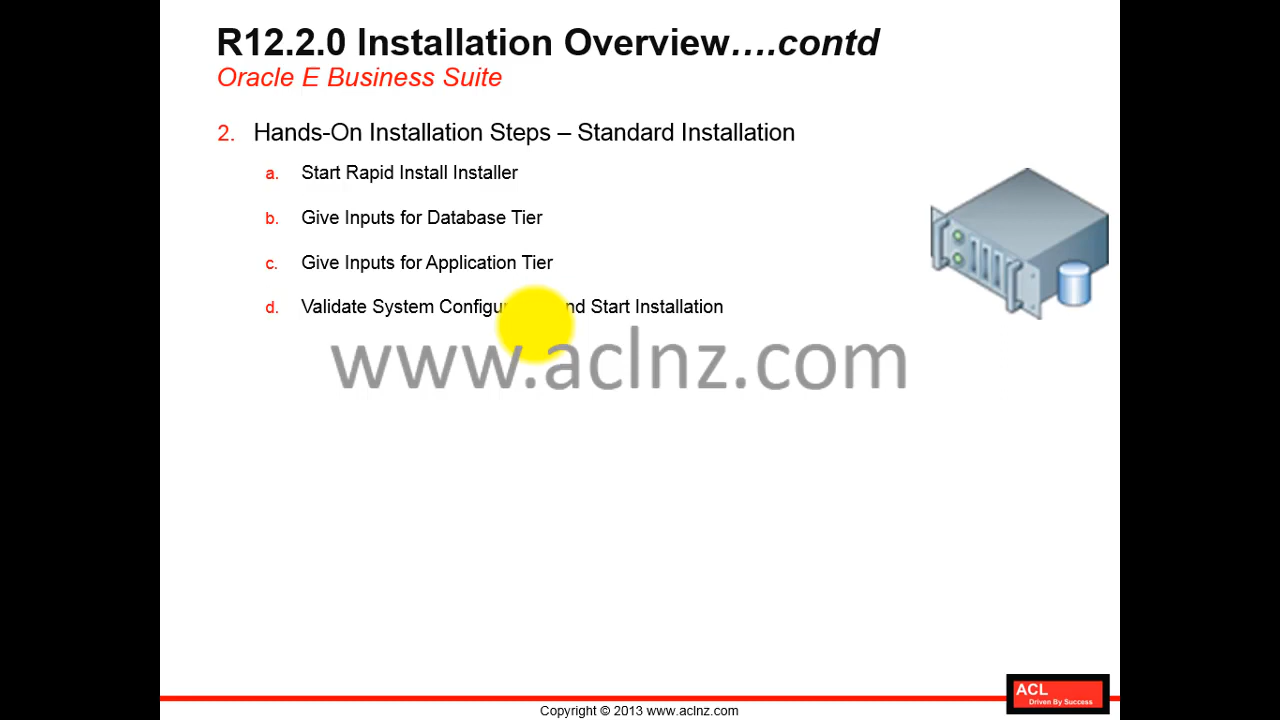 R12.2.0 Installation Overview….contd
Oracle E Business Suite
2. Hands-On Installation Steps – Standard Installation
a. Start Rapid Install Installer
b. Give Inputs for Database Tier
c. Give Inputs for Application Tier
d. Validate System Configu nd Start Installation
www.aclnz.com
ACL
Driven By Success
Copyright © 2013 www.aclnz.com